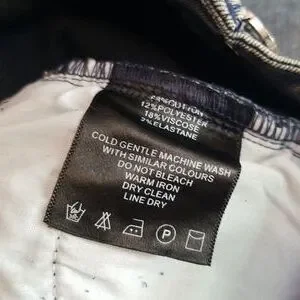 COTTON
12%POLYESTER
18%VISCOSE
2%ELASTANE
COLD GENTLE MACHINE WASH
WITH SIMILAR COLOURS
DO NOT BLEACH
WARM IRON
DRY CLEAN
LINE DRY
P